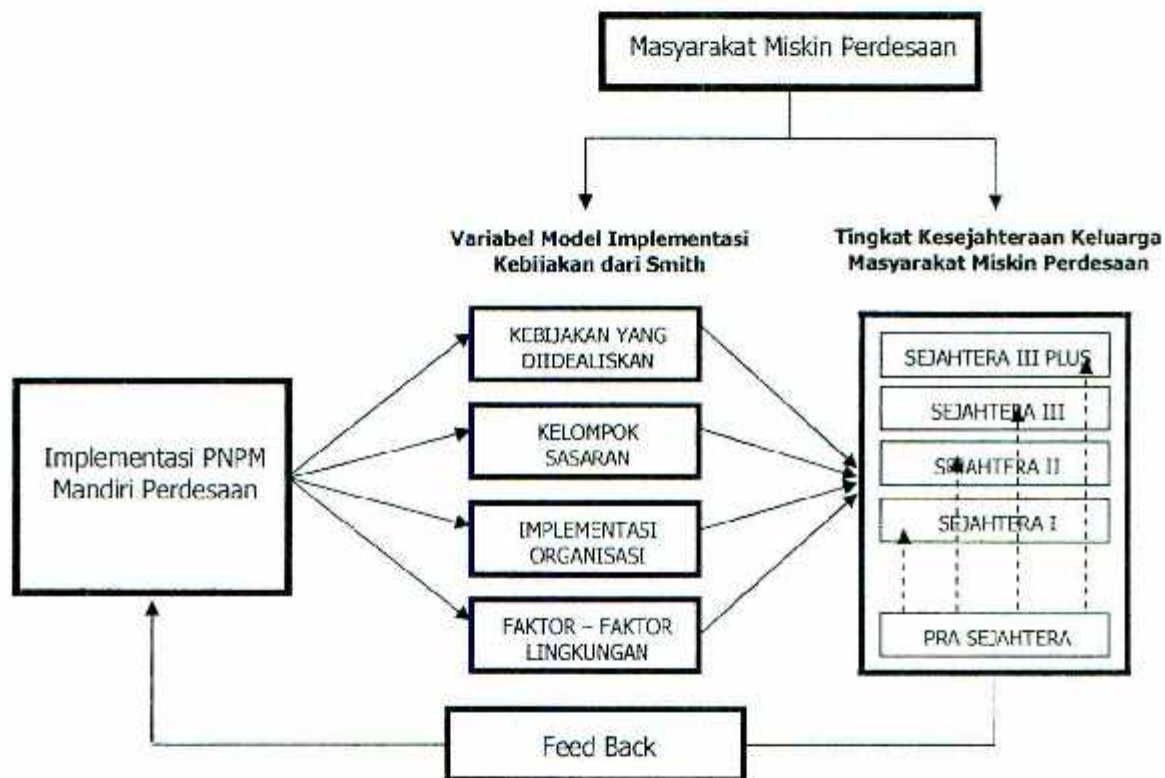 Masyarakat Miskin Perdesaan
Variabel Model Implementasi
Kebijakan dari Smith
Tingkat Kesejahteraan Keluarga
Masyarakat Miskin Perdesaan
Implementasi PNPM
Mandiri Perdesaan
KEBIJAKAN YANG
DIIDEALISKAN
KELOMPOK
SASARAN
IMPLEMENTASI
ORGANISASI
FAKTOR – FAKTOR
LINGKUNGAN
SEJAHTERA III PLUS
SEJAHTERA III
SEJAHTERA II
SEJAHTERA I
PRA SEJAHTERA
Feed Back